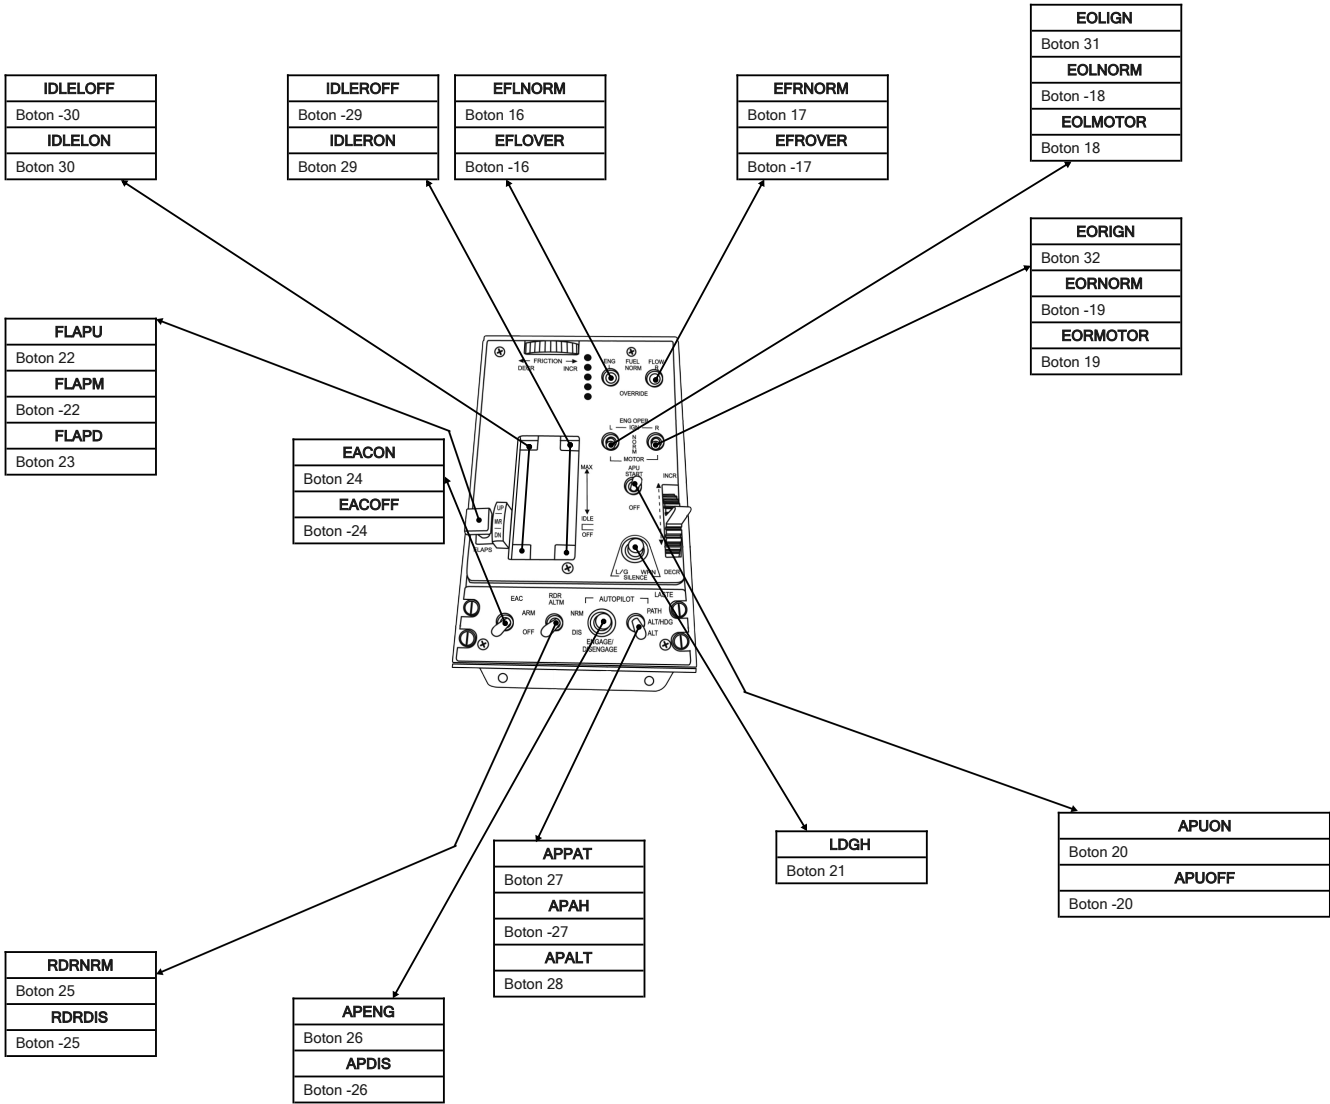 EOLIGN
Boton 31
EOLNORM
Boton -18
EOLMOTOR
Boton 18
IDLELOFF
Boton -30
IDLELON
Boton 30
IDLEROFF
Boton -29
IDLERON
Boton 29
EFLNORM
Boton 16
EFLOVER
Boton -16
EFRNORM
Boton 17
EFROVER
Boton -17
EORIGN
Boton 32
EORNORM
Boton -19
EORMOTOR
Boton 19
FLAPU
Boton 22
FLAPM
Boton -22
FLAPD
Boton 23
EACON
Boton 24
EACOFF
Boton -24
FRICTION
DECR INCR
ENG FUEL FLOW
L NORM R
OVERRIDE
ENG OPER
L IGN R
NORM
MOTOR
APU
START
OFF
INCR
MAX
IDLE
OFF
UP
MVR
DN
FLAPS
L/G WRN
SILENCE
DECR
EAC
ARM
OFF
RDR
ALTM
NRM
DIS
AUTOPILOT
LASTE
PATH
ALT/HDG
ALT
ENGAGE/
DISENGAGE
APPAT
Boton 27
APAH
Boton -27
APALT
Boton 28
LDGH
Boton 21
APUON
Boton 20
APUOFF
Boton -20
RDRNRM
Boton 25
RDRDIS
Boton -25
APENG
Boton 26
APDIS
Boton -26